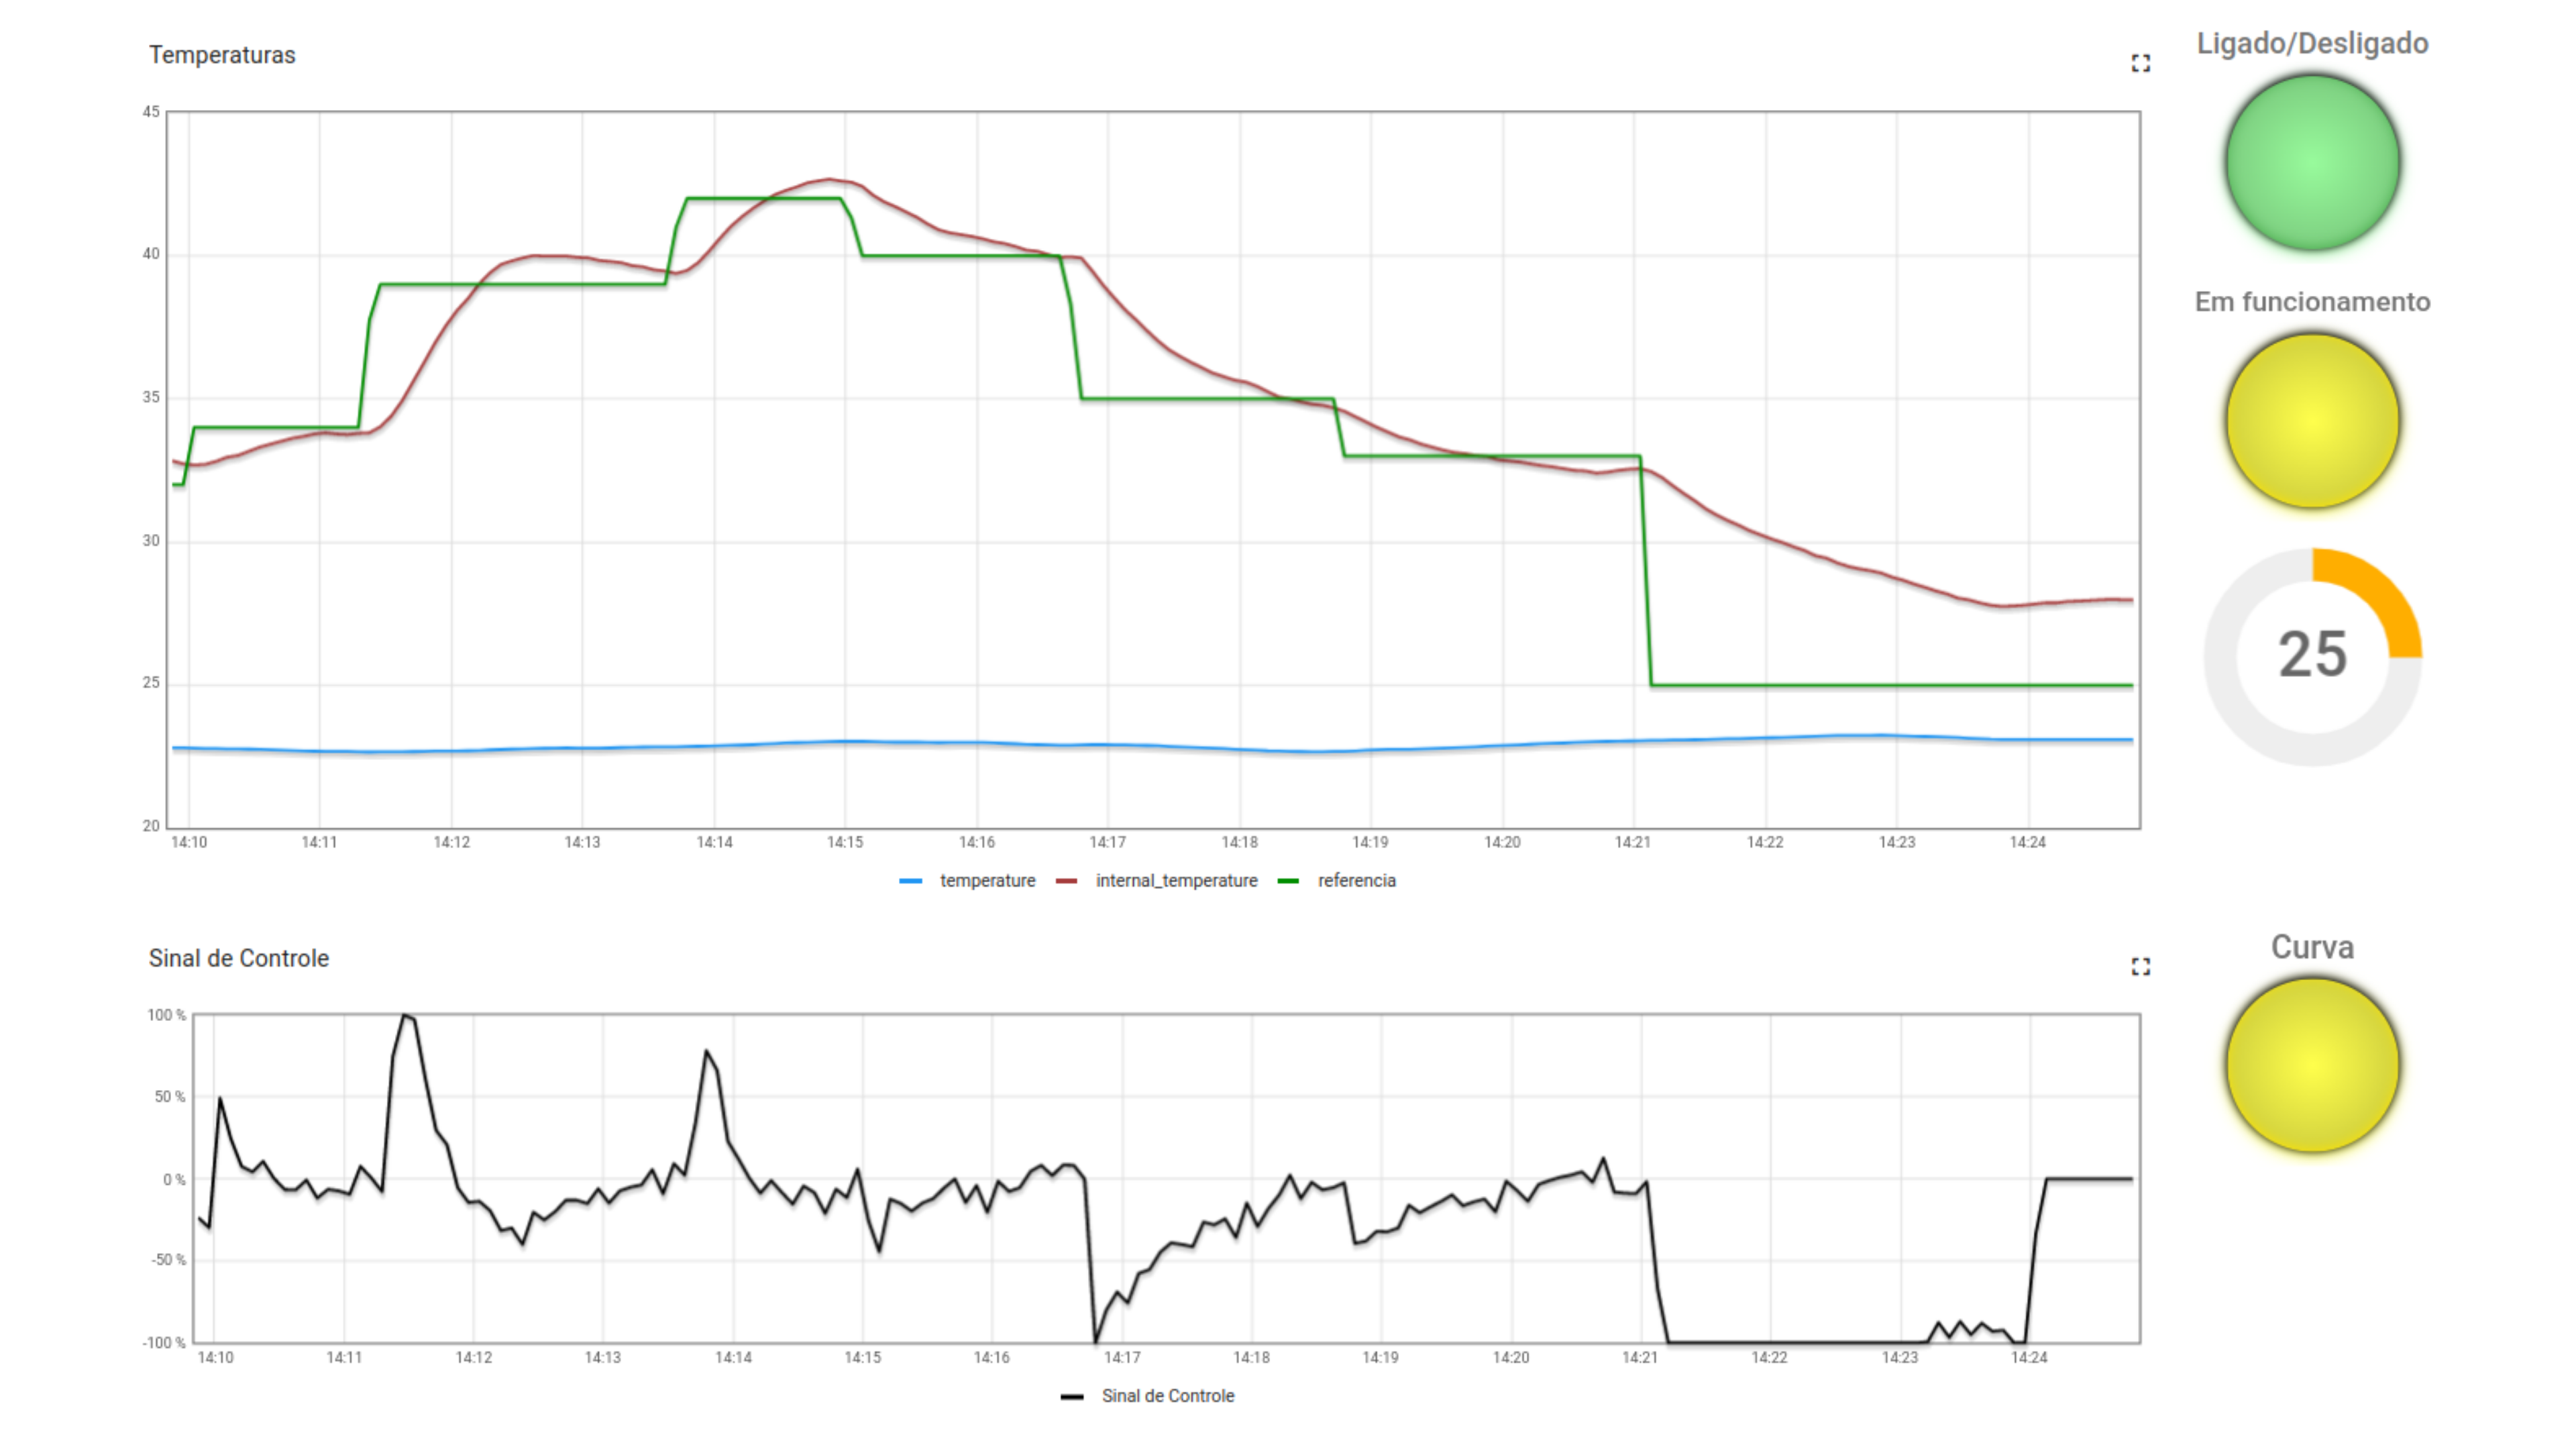 Temperaturas
45
40
35
30
25
20
14:10 14:11 14:12 14:13 14:14 14:15 14:16 14:17 14:18 14:19 14:20 14:21 14:22 14:23 14:24
temperature internal_temperature referencia
Ligado/Desligado
Em funcionamento
25
Sinal de Controle
100 %
50 %
0 %
-50 %
-100 %
14:10 14:11 14:12 14:13 14:14 14:15 14:16 14:17 14:18 14:19 14:20 14:21 14:22 14:23 14:24
Sinal de Controle
Curva